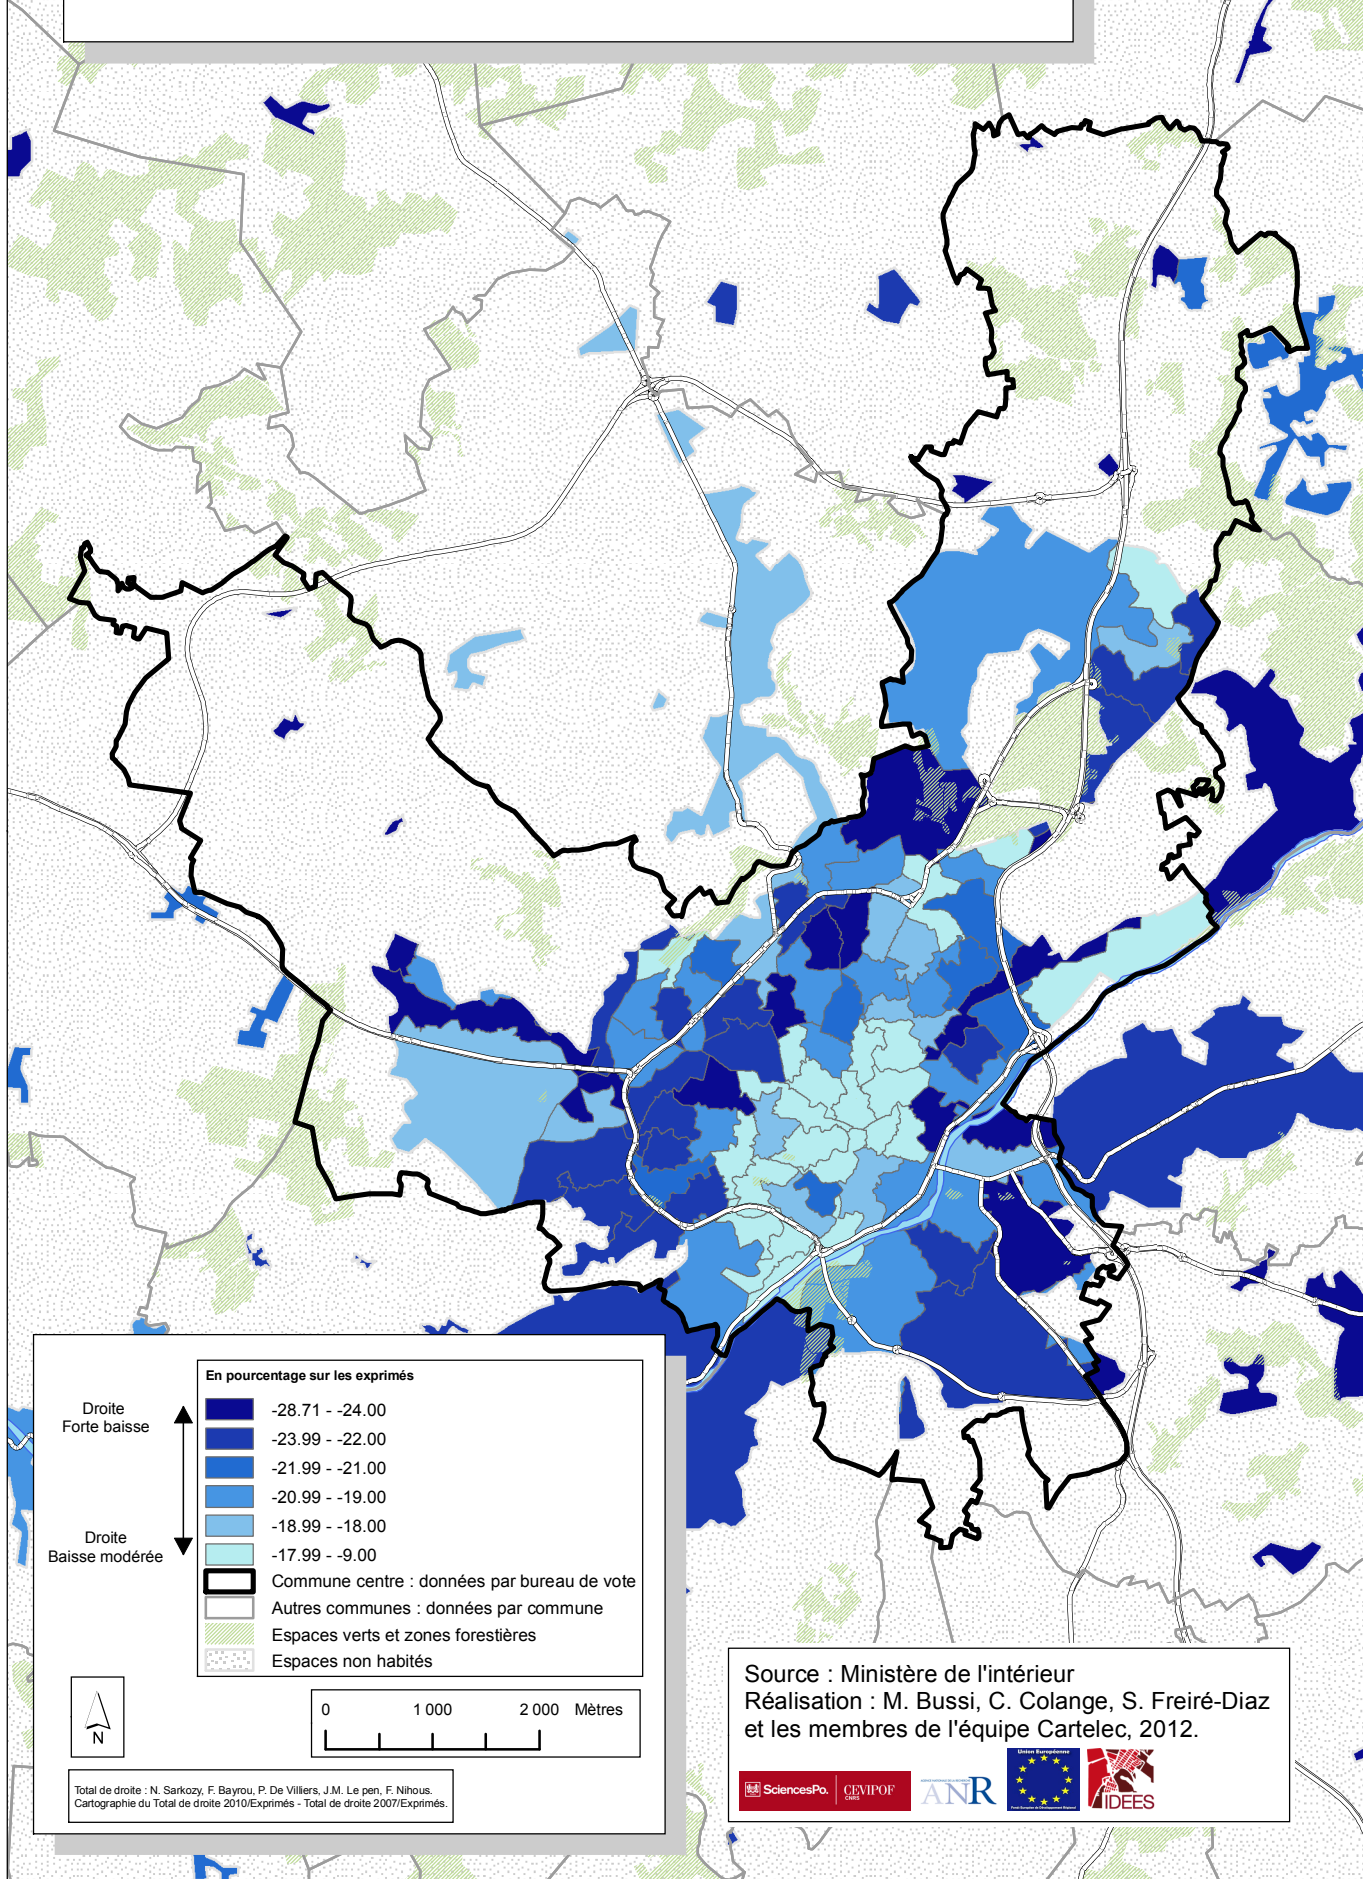 En pourcentage sur les exprimés
Droite
Forte baisse
-28.71 - -24.00
-23.99 - -22.00
-21.99 - -21.00
-20.99 - -19.00
-18.99 - -18.00
-17.99 - -9.00
Droite
Baisse modérée
Commune centre : données par bureau de vote
Autres communes : données par commune
Espaces verts et zones forestières
Espaces non habités
N
0 1 000 2 000 Mètres
Total de droite : N. Sarkozy, F. Bayrou, P. De Villiers, J.M. Le pen, F. Nihous.
Cartographie du Total de droite 2010/Exprimés - Total de droite 2007/Exprimés.
Source : Ministère de l'intérieur
Réalisation : M. Bussi, C. Colange, S. Freiré-Diaz
et les membres de l'équipe Cartelec, 2012.
SciencesPo.
CEVIPOF
CNRS
ANR
Union Européenne
IDEES